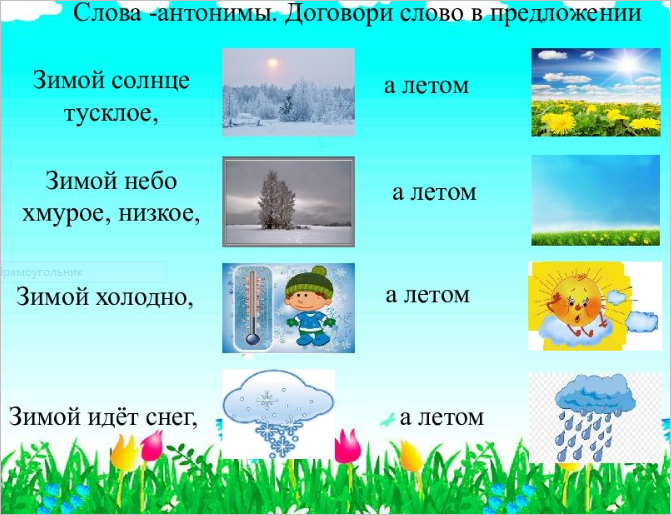 Слова -антонимы. Договори слово в предложении
Зимой солнце
тусклое,
а летом
Зимой небо
хмурое, низкое,
а летом
Прямоугольник
Зимой холодно,
а летом
Зимой идёт снег,
а летом